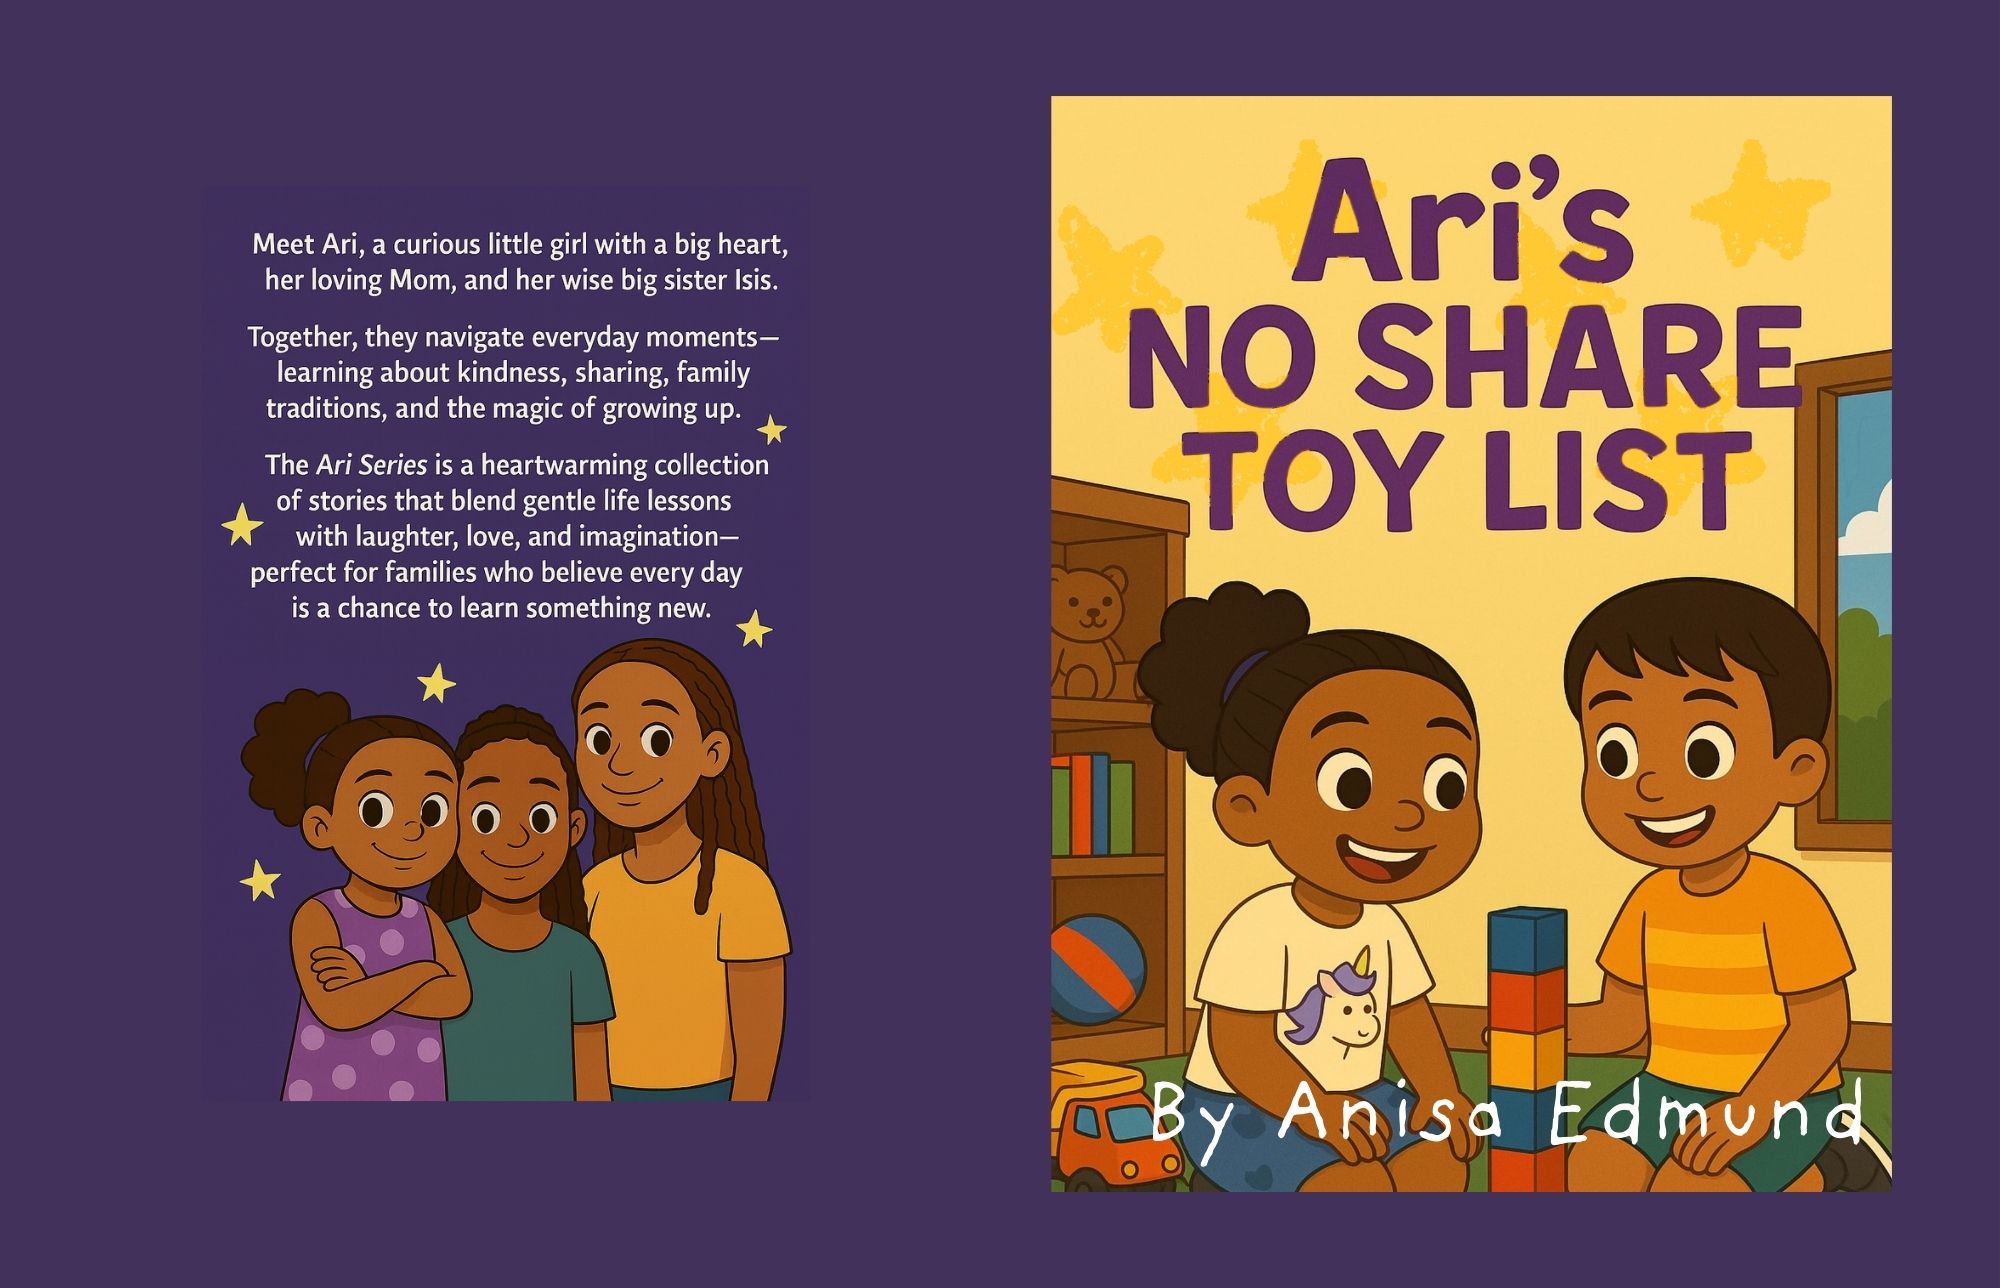 Meet Ari, a curious little girl with a big heart,
her loving Mom, and her wise big sister Isis.
Together, they navigate everyday moments—
learning about kindness, sharing, family
traditions, and the magic of growing up.
The Ari Series is a heartwarming collection
of stories that blend gentle life lessons
with laughter, love, and imagination—
perfect for families who believe every day
is a chance to learn something new.
Ari’s
NO SHARE
TOY LIST
By Anisa Edmund